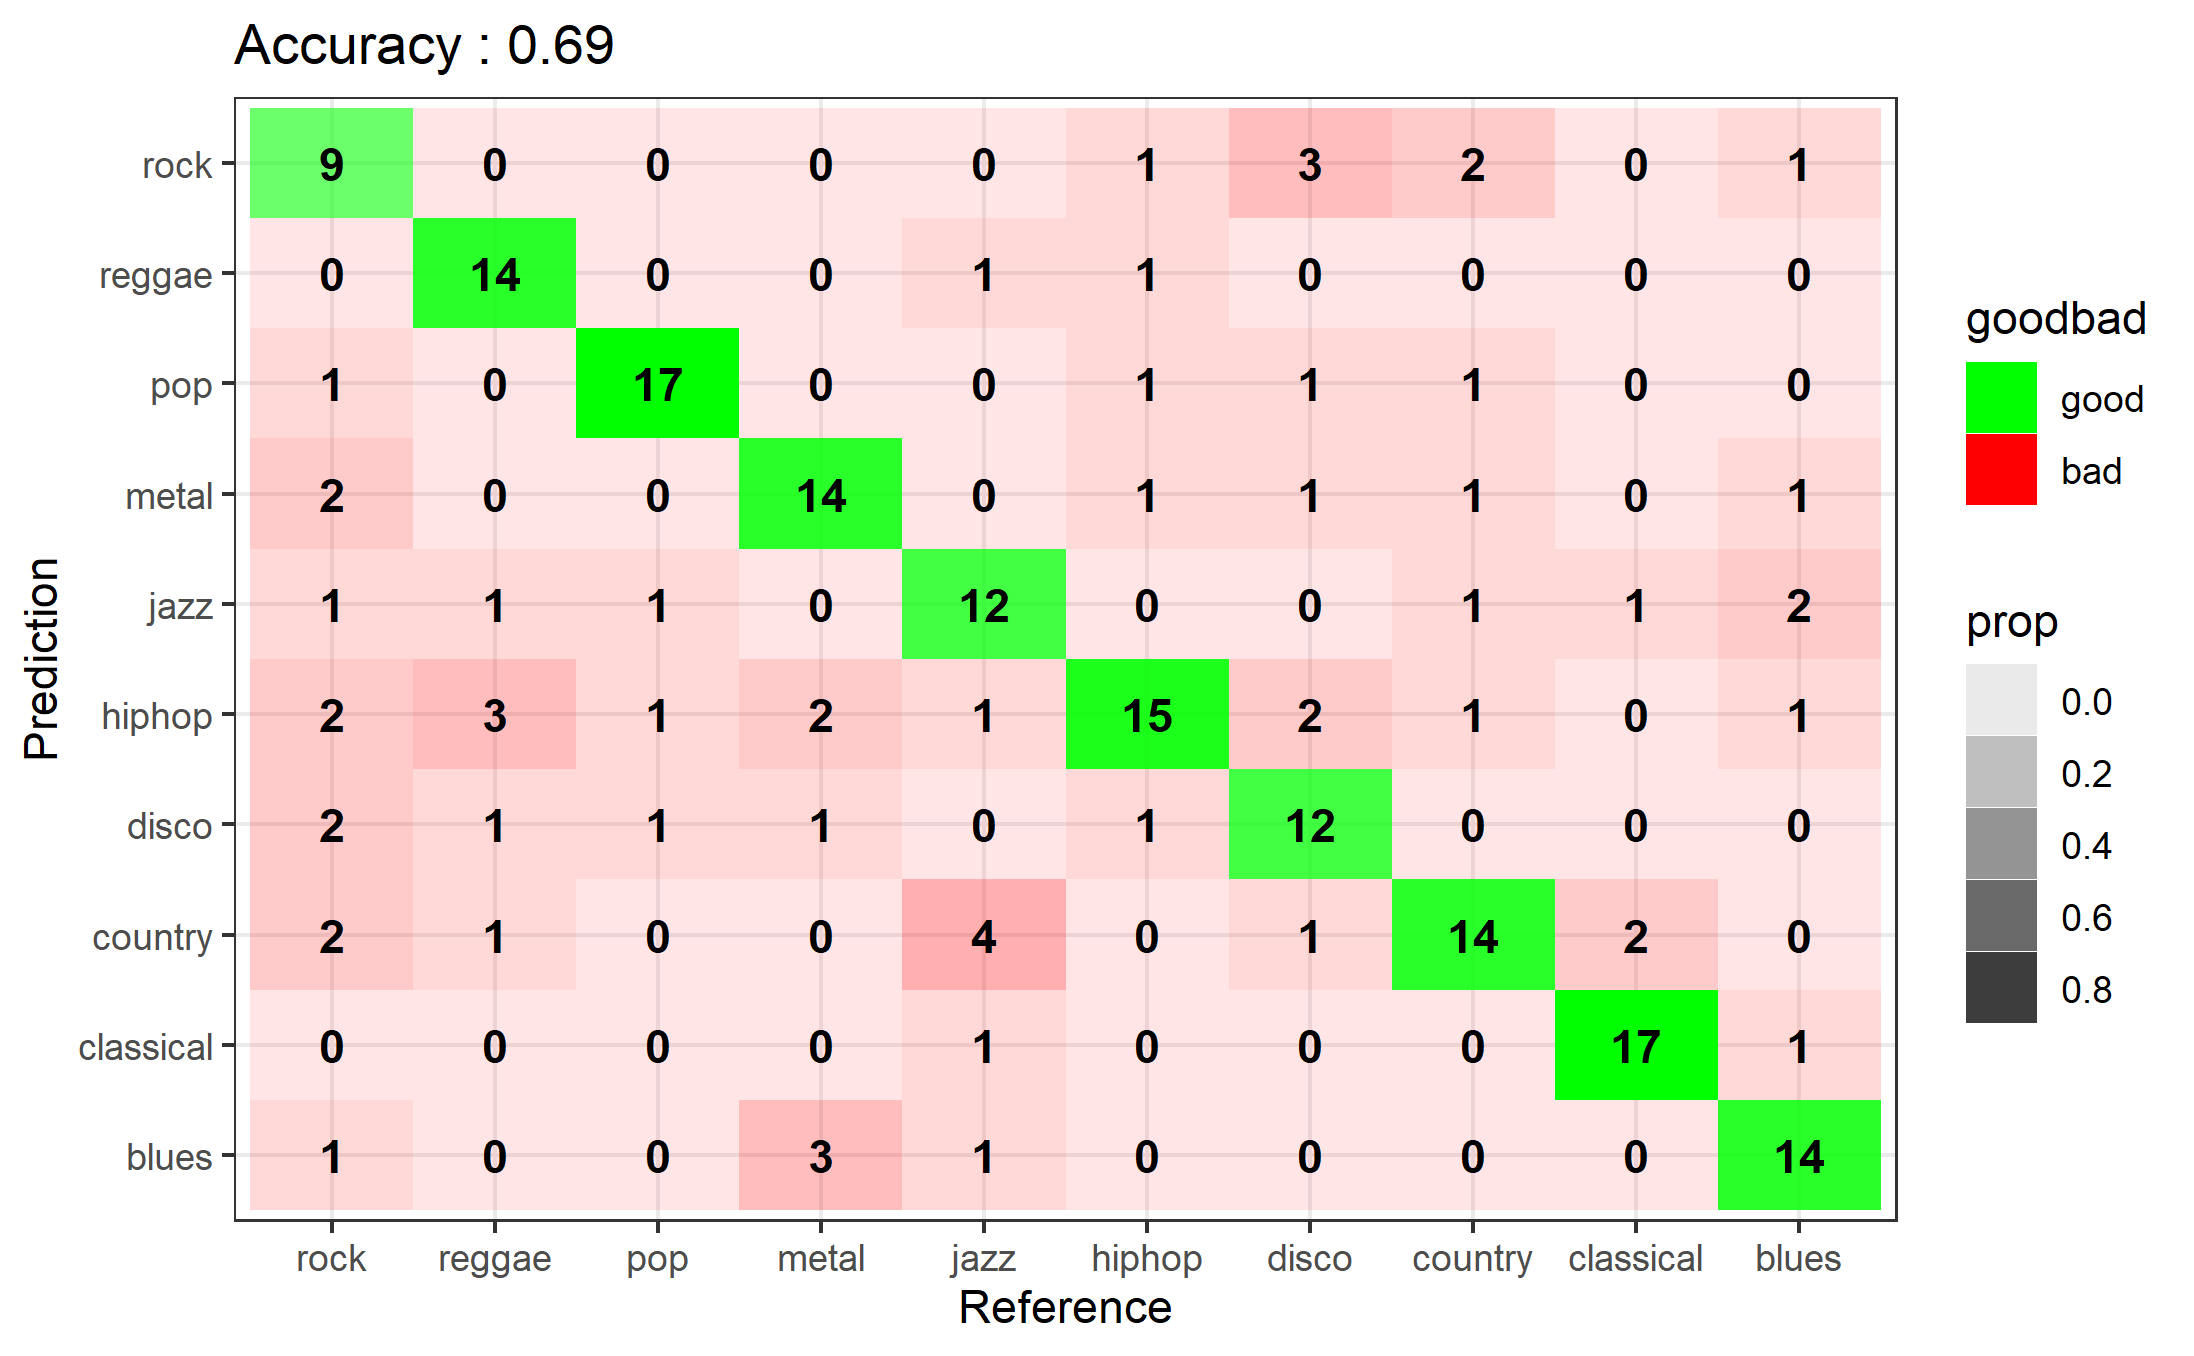 Accuracy : 0.69
rock 9 0 0 0 0 1 3 2 0 1
reggae 0 14 0 0 1 1 0 0 0 0
pop 1 0 17 0 0 1 1 1 0 0
metal 2 0 0 14 0 1 1 1 0 1
jazz 1 1 1 0 12 0 0 1 1 2
hiphop 2 3 1 2 1 15 2 1 0 1
disco 2 1 1 1 0 1 12 0 0 0
country 2 1 0 0 4 0 1 14 2 0
classical 0 0 0 0 1 0 0 0 17 1
blues 1 0 0 3 1 0 0 0 0 14
rock reggae pop metal jazz hiphop disco country classical blues
Reference
Prediction
goodbad
good
bad
prop
0.0
0.2
0.4
0.6
0.8